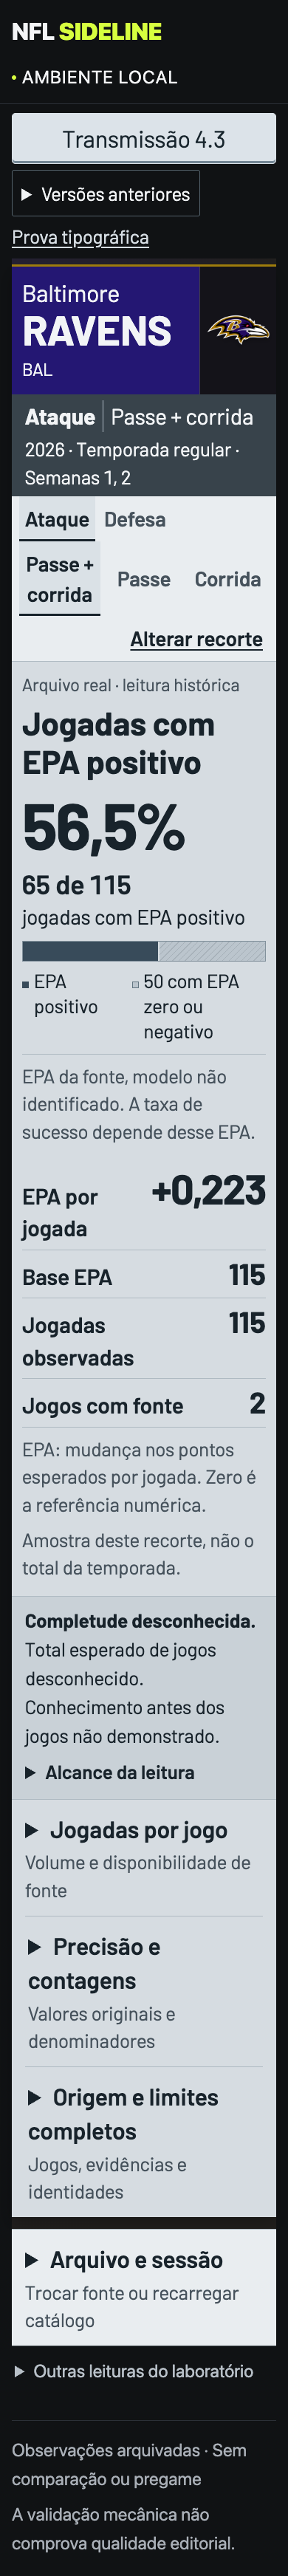 NFL SIDELINE
• AMBIENTE LOCAL
Transmissão 4.3
▶ Versões anteriores
Prova tipográfica
Baltimore
RAVENS
BAL
Ataque | Passe + corrida
2026 · Temporada regular ·
Semanas 1, 2
Ataque Defesa
Passe +
corrida
Passe Corrida
Alterar recorte
Arquivo real · leitura histórica
Jogadas com
EPA positivo
56,5%
65 de 115
jogadas com EPA positivo
EPA
positivo
50 com EPA
zero ou
negativo
EPA da fonte, modelo não
identificado. A taxa de
sucesso depende desse EPA.
EPA por
jogada
+0,223
Base EPA 115
Jogadas
observadas
115
Jogos com fonte 2
EPA: mudança nos pontos
esperados por jogada. Zero é
a referência numérica.
Amostra deste recorte, não o
total da temporada.
Completude desconhecida.
Total esperado de jogos
desconhecido.
Conhecimento antes dos
jogos não demonstrado.
▶ Alcance da leitura
▶ Jogadas por jogo
Volume e disponibilidade de
fonte
▶ Precisão e
contagens
Valores originais e
denominadores
▶ Origem e limites
completos
Jogos, evidências e
identidades
▶ Arquivo e sessão
Trocar fonte ou recarregar
catálogo
▶ Outras leituras do laboratório
Observações arquivadas · Sem
comparação ou pregame
A validação mecânica não
comprova qualidade editorial.